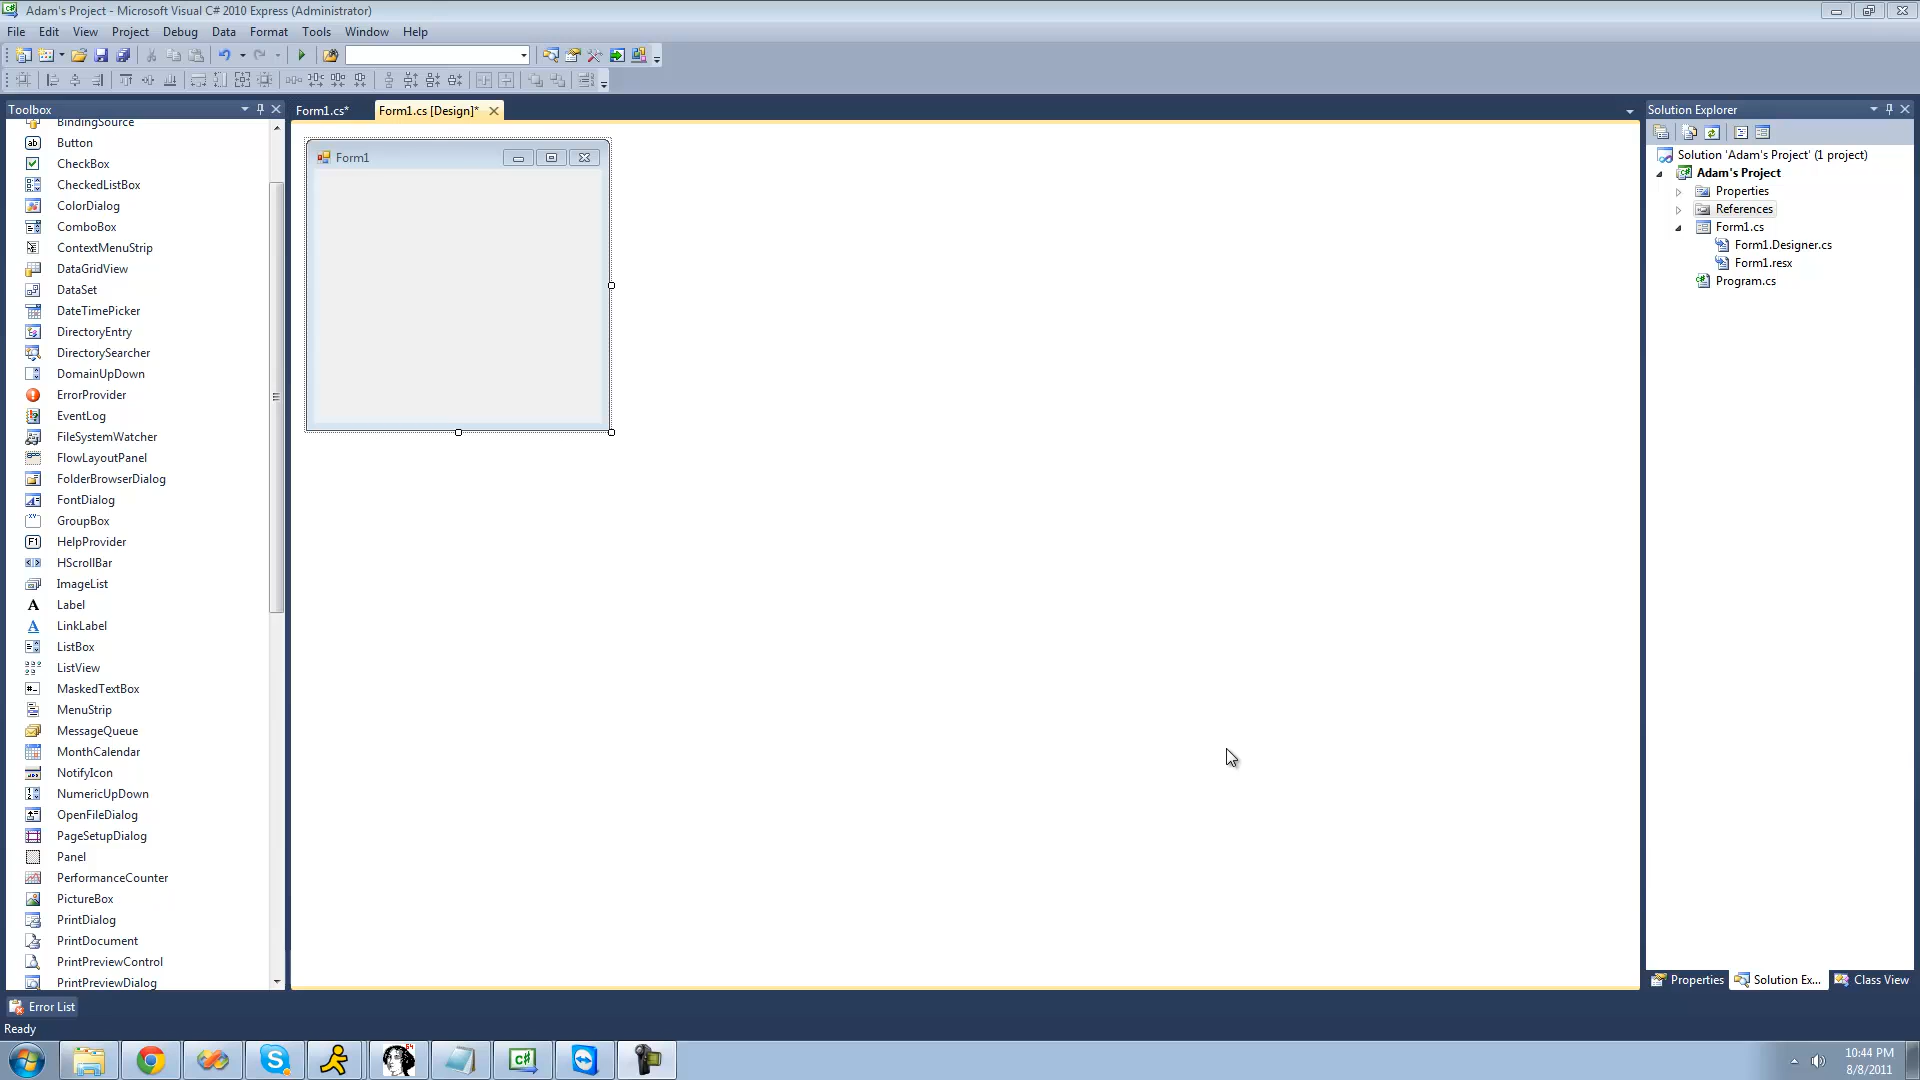 Adam's Project - Microsoft Visual C# 2010 Express (Administrator)
File Edit View Project Debug Data Format Tools Window Help
Toolbox
Form1.cs*
Form1.cs [Design]*
Solution Explorer
BindingSource
Button
CheckBox
CheckedListBox
ColorDialog
ComboBox
ContextMenuStrip
DataGridView
DataSet
DateTimePicker
DirectoryEntry
DirectorySearcher
DomainUpDown
ErrorProvider
EventLog
FileSystemWatcher
FlowLayoutPanel
FolderBrowserDialog
FontDialog
GroupBox
HelpProvider
HScrollBar
ImageList
Label
LinkLabel
ListBox
ListView
MaskedTextBox
MenuStrip
MessageQueue
MonthCalendar
NotifyIcon
NumericUpDown
OpenFileDialog
PageSetupDialog
Panel
PerformanceCounter
PictureBox
PrintDialog
PrintDocument
PrintPreviewControl
PrintPreviewDialog
Form1
Solution 'Adam's Project' (1 project)
Adam's Project
Properties
References
Form1.cs
Form1.Designer.cs
Form1.resx
Program.cs
Properties Solution Ex... Class View
Error List
Ready
10:44 PM
8/8/2011